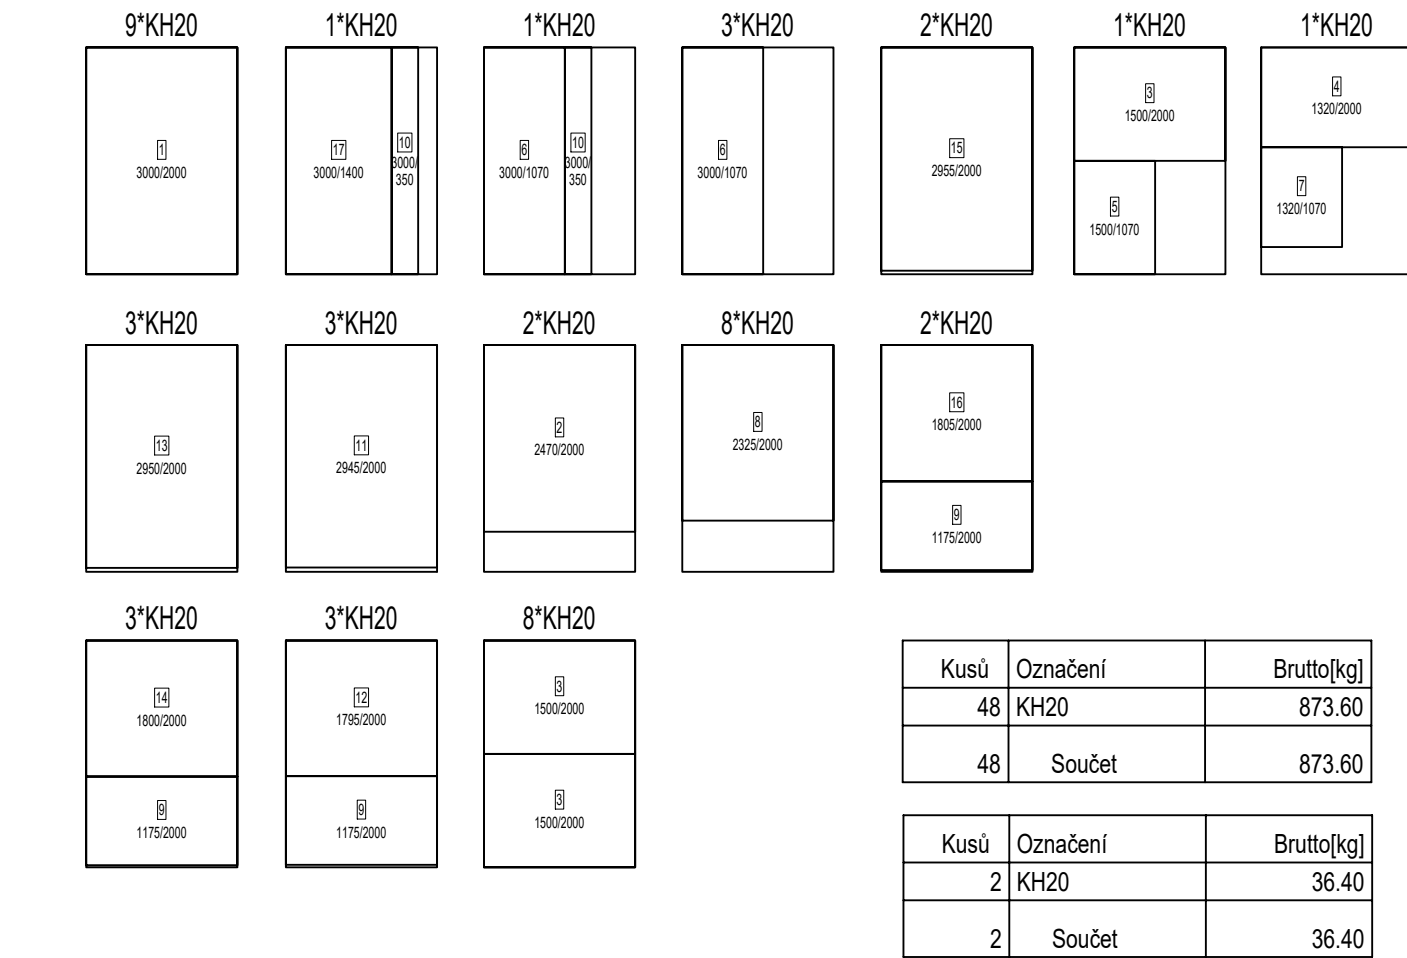 9*KH20
1*KH20
1*KH20
3*KH20
2*KH20
1*KH20
1*KH20
1
3000/2000
17
3000/1400
10
3000/
350
6
3000/1070
10
3000/
350
6
3000/1070
15
2955/2000
3
1500/2000
5
1500/1070
4
1320/2000
7
1320/1070
3*KH20
3*KH20
2*KH20
8*KH20
2*KH20
13
2950/2000
11
2945/2000
2
2470/2000
8
2325/2000
16
1805/2000
9
1175/2000
3*KH20
3*KH20
8*KH20
14
1800/2000
9
1175/2000
12
1795/2000
9
1175/2000
3
1500/2000
3
1500/2000
Kusů Označení Brutto[kg]
48 KH20 873.60
48 Součet 873.60
Kusů Označení Brutto[kg]
2 KH20 36.40
2 Součet 36.40